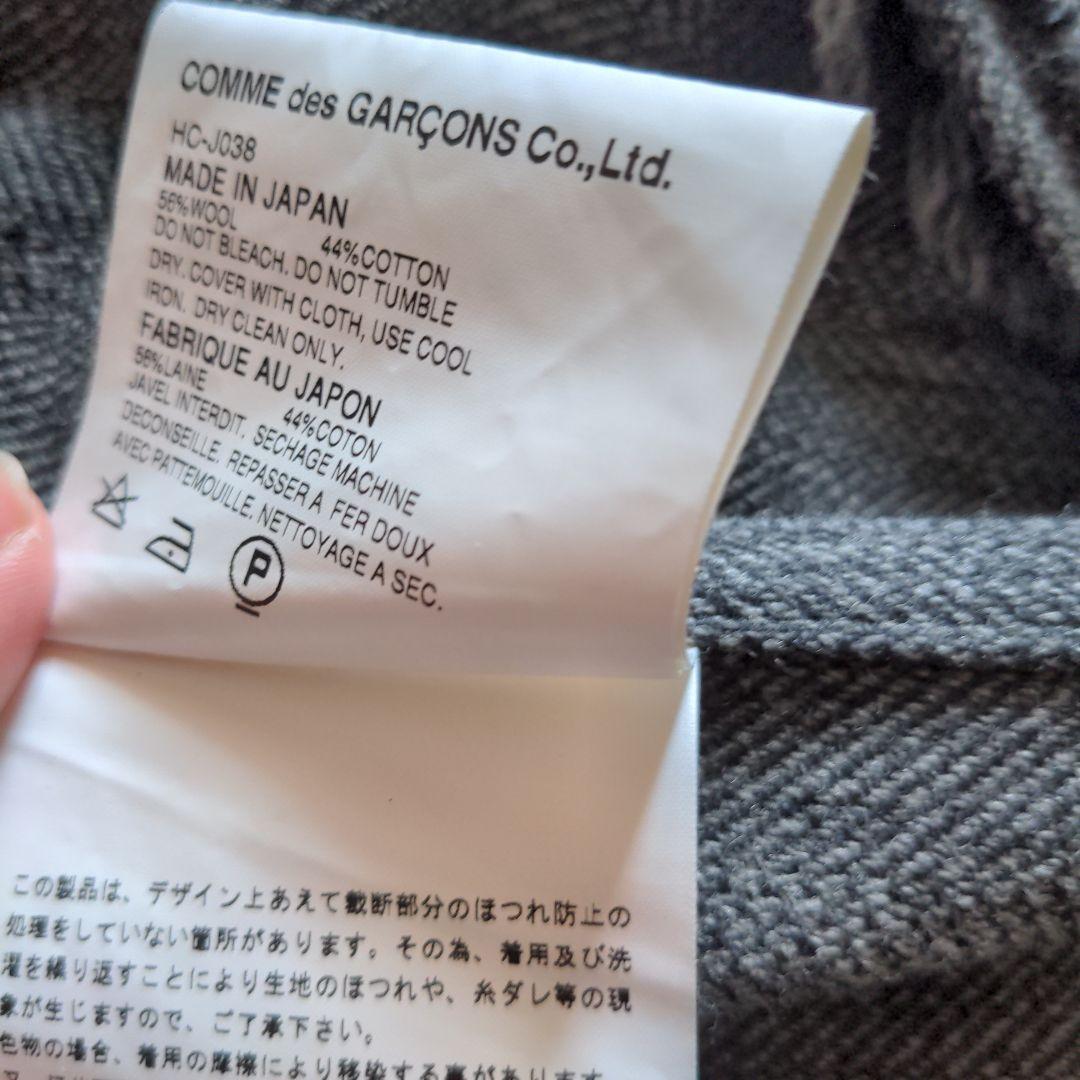 COMME des GARÇONS Co.,Ltd.
HC-J038
MADE IN JAPAN
56%WOOL
44%COTTON
DO NOT BLEACH. DO NOT TUMBLE
DRY. COVER WITH CLOTH, USE COOL
IRON. DRY CLEAN ONLY.
FABRIQUE AU JAPON
56%LAINE
44%COTON
JAVEL INTERDIT. SECHAGE MACHINE
DECONSEILLE. REPASSER A FER DOUX
AVEC PATTEMOUILLE. NETTOYAGE A SEC.
P
この製品は、デザイン上あえて裁断部分のほつれ防止の
処理をしていない箇所があります。その為、着用及び洗
濯を繰り返すことにより生地のほつれや、糸ダレ等の現
象が生じますので、ご了承下さい。
色物の場合、着用の摩擦により移染する事があります